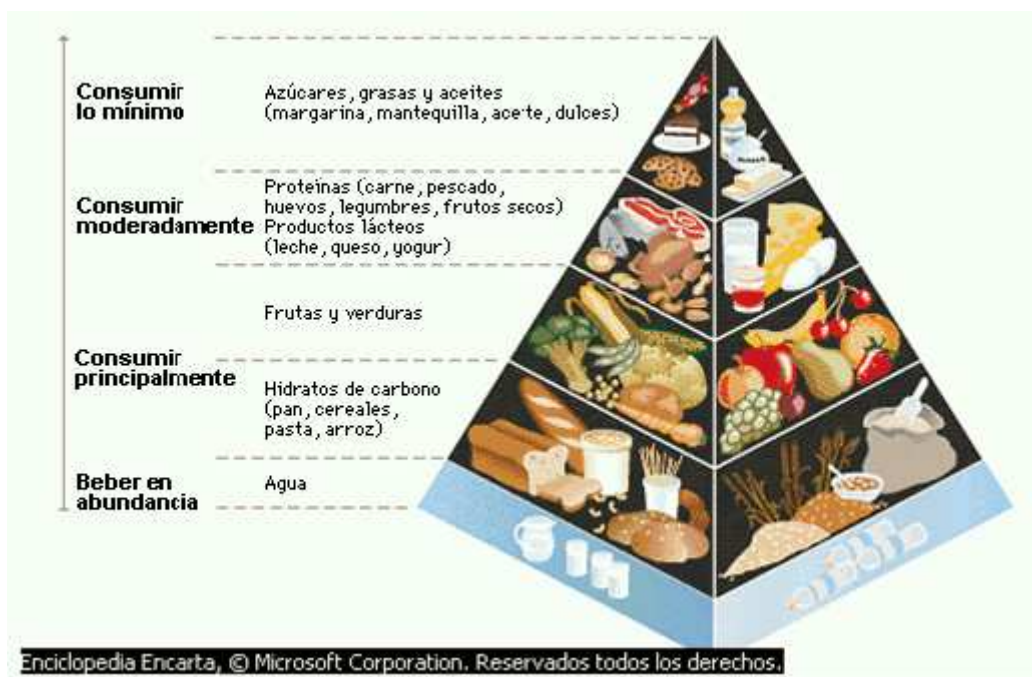 Consumir
lo mínimo
Azúcares, grasas y aceites
(margarina, mantequilla, aceite, dulces)
Consumir
moderadamente
Proteínas (carne, pescado,
huevos, legumbres, frutos secos)
Productos lácteos
(leche, queso, yogur)
Frutas y verduras
Consumir
principalmente
Hidratos de carbono
(pan, cereales,
pasta, arroz)
Beber en
abundancia
Agua
Enciclopedia Encarta, © Microsoft Corporation. Reservados todos los derechos.